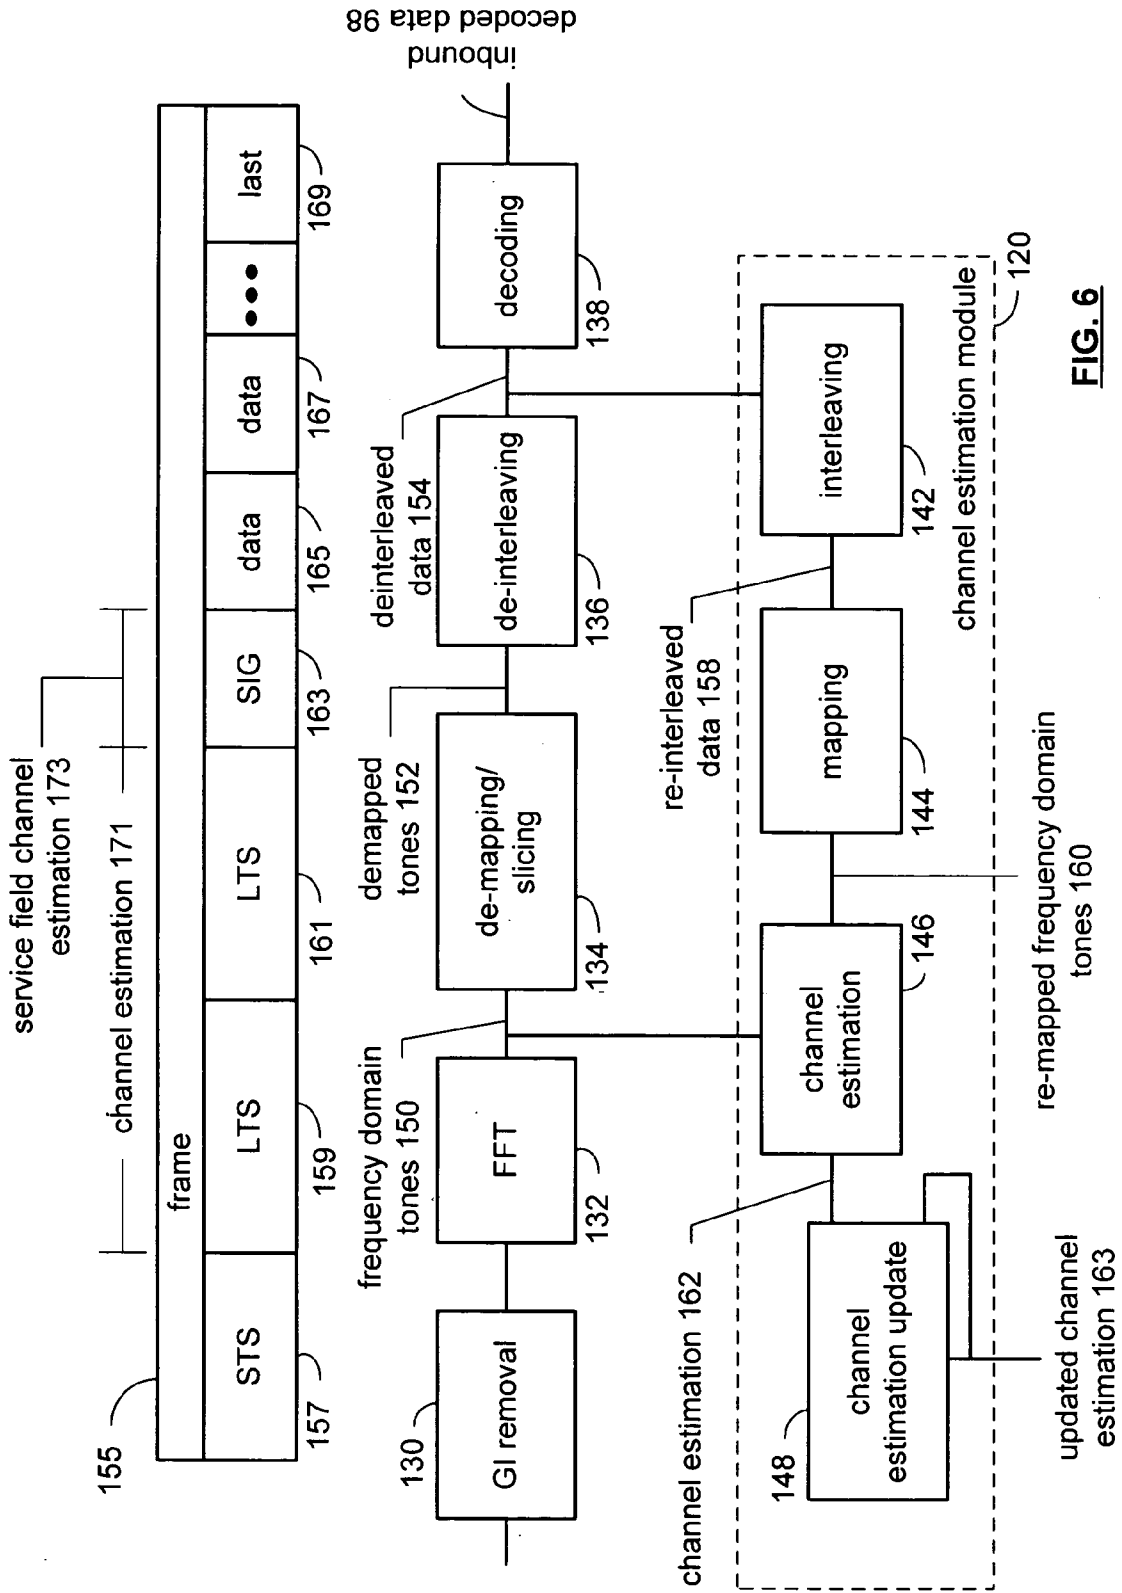 service field channel
estimation 173
channel estimation 171
155
frame
STS
LTS
LTS
SIG
data
data
●●●
last
157
159
161
163
165
167
169
frequency domain
tones 150
demapped
tones 152
deinterleaved
data 154
inbound
decoded data 98
GI removal
FFT
de-mapping/
slicing
de-interleaving
decoding
130
132
134
136
138
channel estimation 162
re-interleaved
data 158
channel
estimation update
channel
estimation
mapping
interleaving
148
146
144
142
channel estimation module
120
updated channel
estimation 163
re-mapped frequency domain
tones 160
FIG. 6